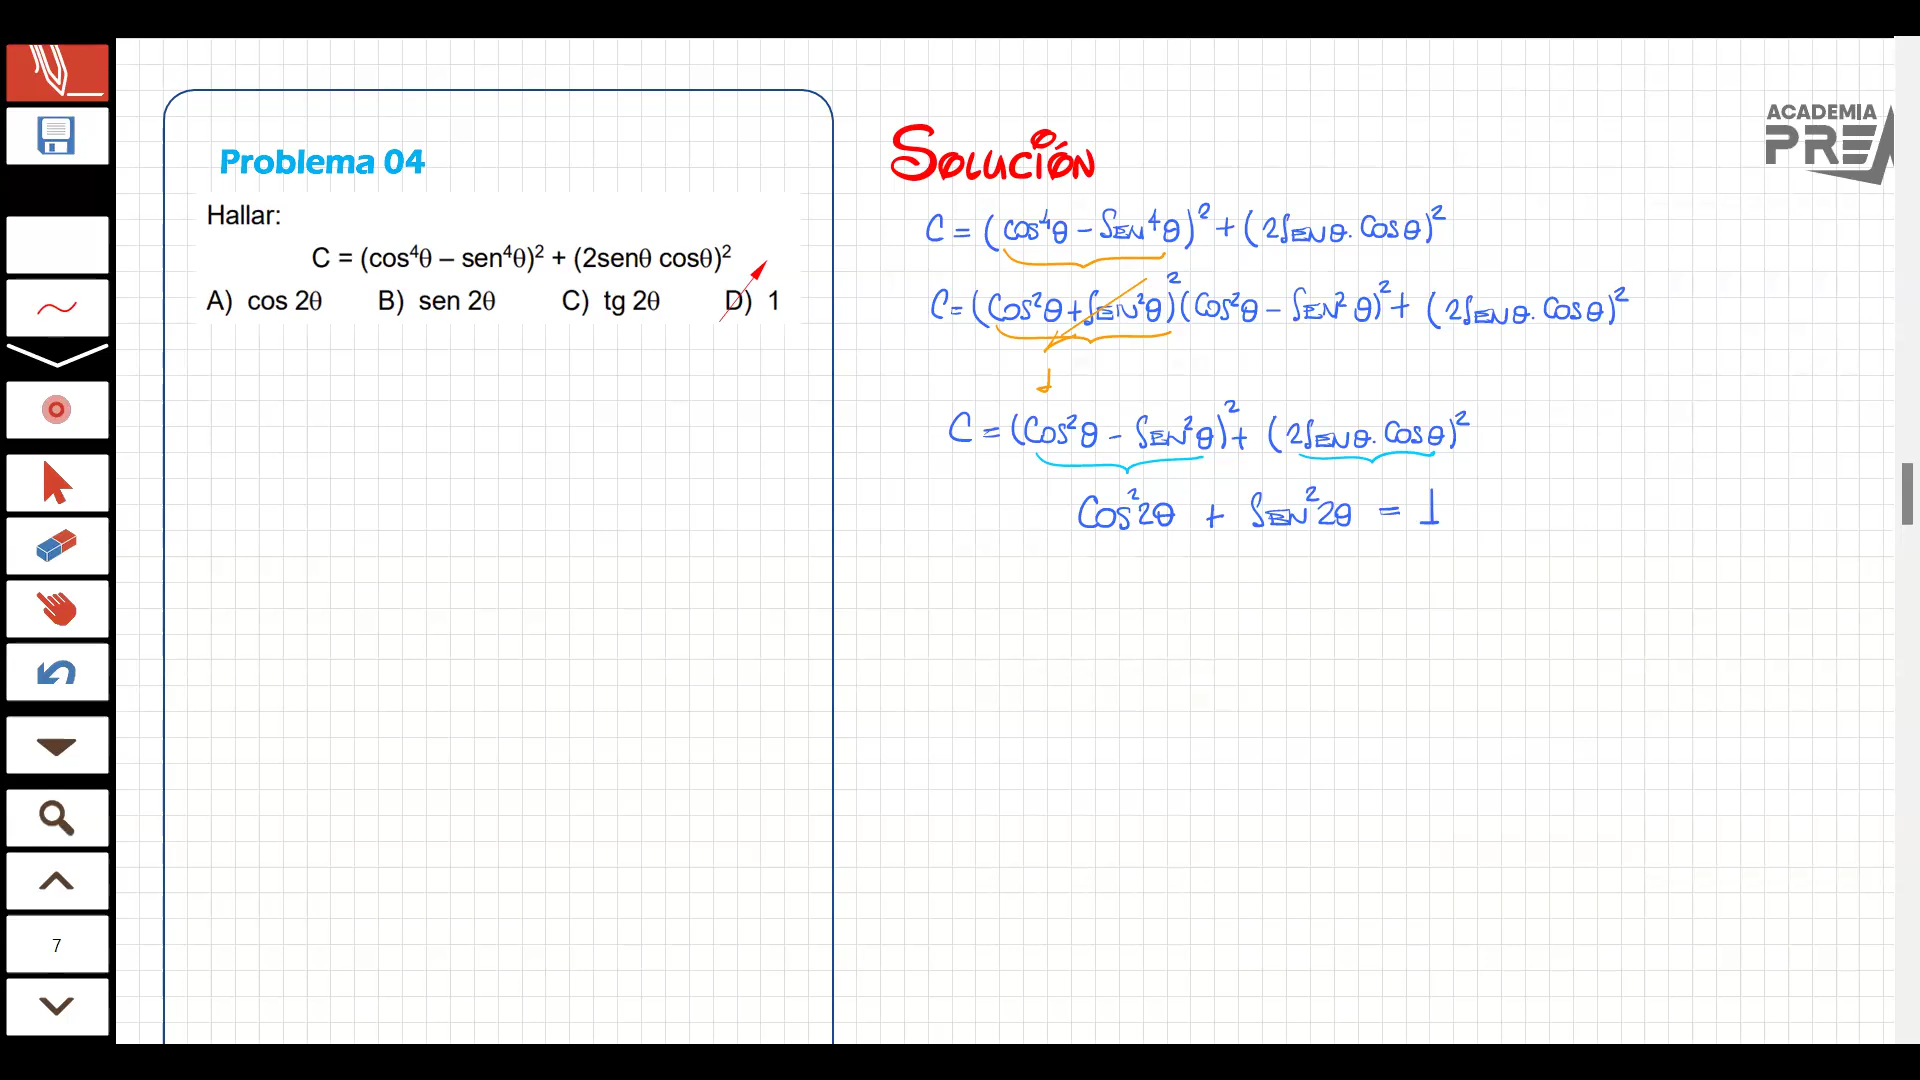 Problema 04
Hallar:
C = (cos⁴θ – sen⁴θ)² + (2senθ cosθ)²
A) cos 2θ B) sen 2θ C) tg 2θ D) 1
SOLUCIÓN
C = (COS⁴θ - SEN⁴θ)² + (2SENθ. COSθ)²
C = (COS²θ + SEN²θ)² (COS²θ - SEN²θ)² + (2SENθ. COSθ)²
1
C = (COS²θ - SEN²θ)² + (2SENθ. COSθ)²
COS²2θ + SEN²2θ = 1
ACADEMIA
PREA
7